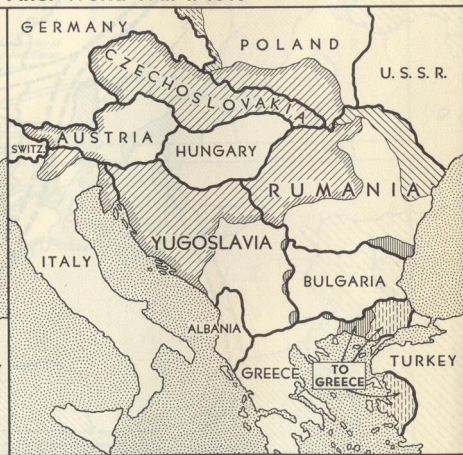 GERMANY
POLAND
U.S.S.R.
CZECHOSLOVAKIA
SWITZ.
AUSTRIA
HUNGARY
RUMANIA
YUGOSLAVIA
ITALY
BULGARIA
ALBANIA
GREECE
TO
GREECE
TURKEY